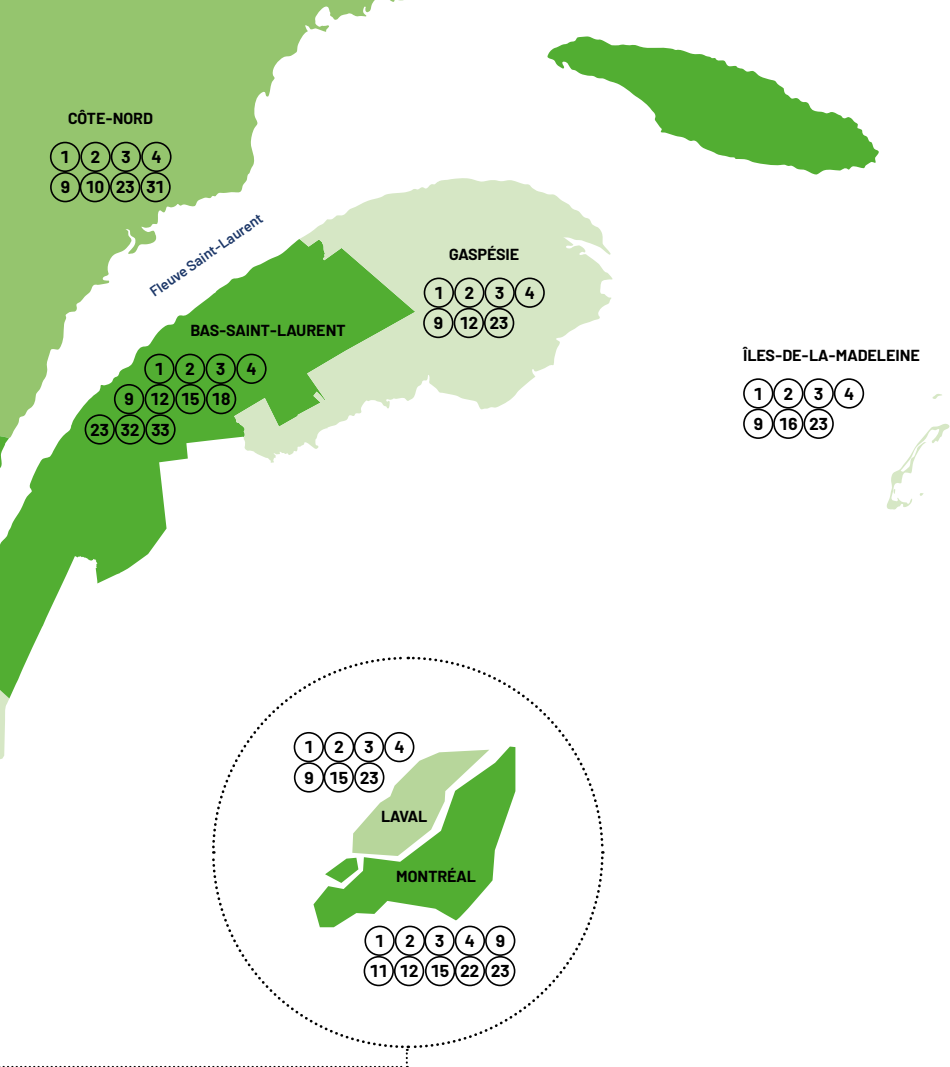 CÔTE-NORD
1 2 3 4
9 10 23 31
Fleuve Saint-Laurent
GASPÉSIE
1 2 3 4
9 12 23
BAS-SAINT-LAURENT
1 2 3 4
9 12 15 18
23 32 33
ÎLES-DE-LA-MADELEINE
1 2 3 4
9 16 23
1 2 3 4
9 15 23
LAVAL
MONTRÉAL
1 2 3 4 9
11 12 15 22 23